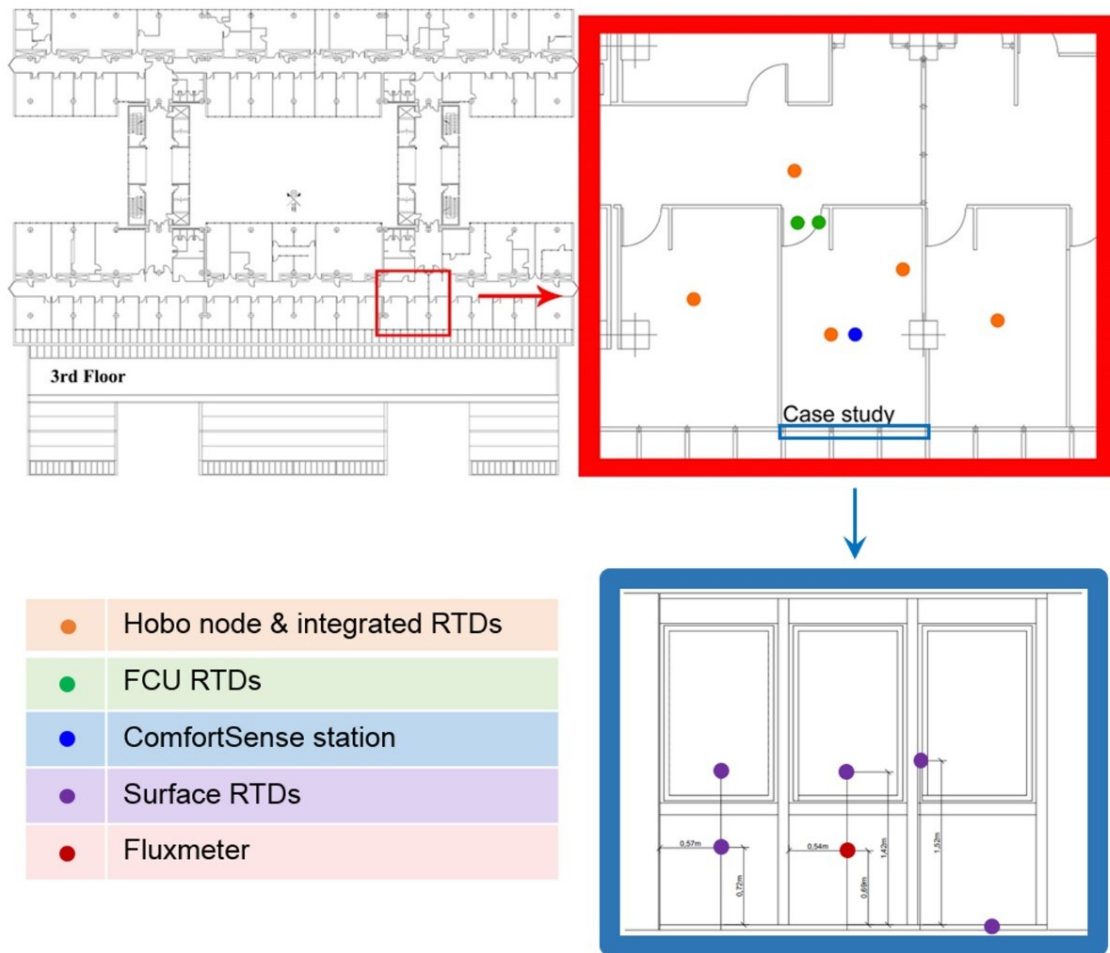 3rd Floor
Case study
Hobo node & integrated RTDs
FCU RTDs
ComfortSense station
Surface RTDs
Fluxmeter
0,57m
0,72m
0,54m
0,69m
1,42m
1,52m